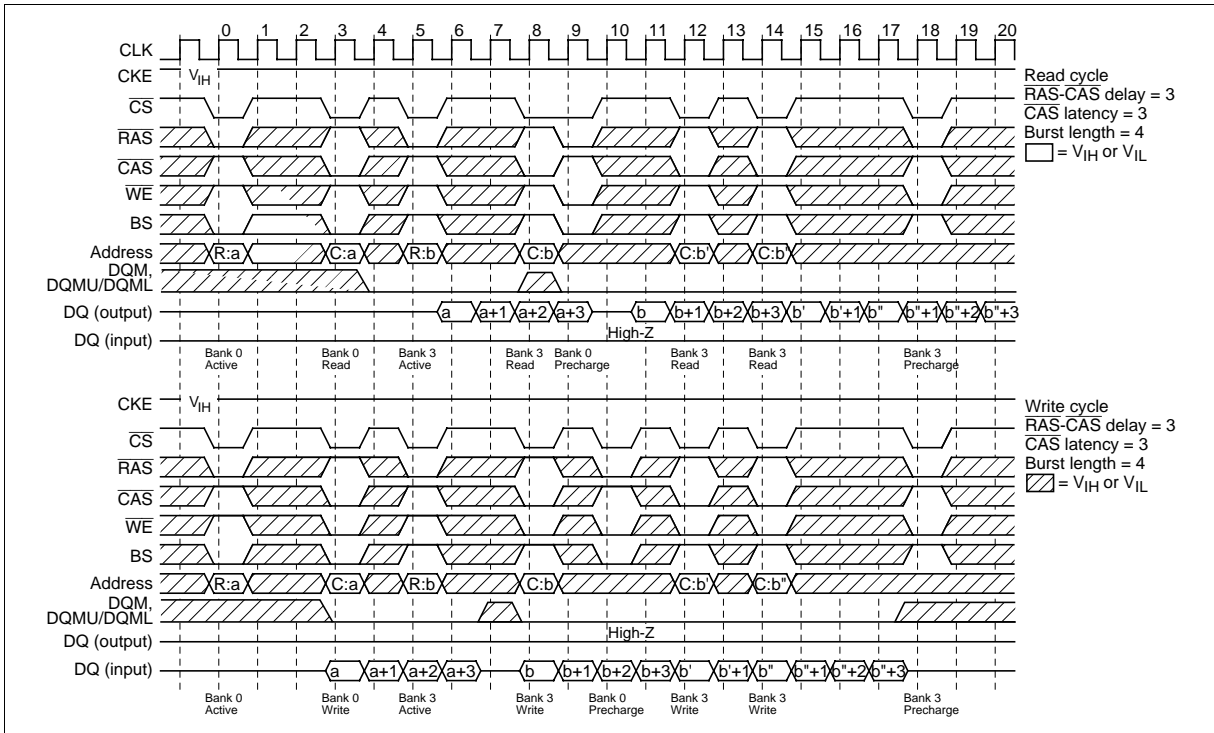 0 1 2 3 4 5 6 7 8 9 10 11 12 13 14 15 16 17 18 19 20
CLK
CKE VIH
CS
RAS
CAS
WE
BS
Address R:a C:a R:b C:b C:b' C:b'
DQM,
DQMU/DQML
DQ (output) a a+1 a+2 a+3 b b+1 b+2 b+3 b' b'+1 b" b"+1 b"+2 b"+3
High-Z
DQ (input)
Bank 0 Active
Bank 0 Read
Bank 3 Active
Bank 3 Read
Bank 0 Precharge
Bank 3 Read
Bank 3 Read
Bank 3 Precharge
Read cycle
RAS-CAS delay = 3
CAS latency = 3
Burst length = 4
= VIH or VIL
CKE VIH
CS
RAS
CAS
WE
BS
Address R:a C:a R:b C:b C:b' C:b"
DQM,
DQMU/DQML
High-Z
DQ (output)
DQ (input) a a+1 a+2 a+3 b b+1 b+2 b+3 b' b'+1 b" b"+1 b"+2 b"+3
Bank 0 Active
Bank 0 Write
Bank 3 Active
Bank 3 Write
Bank 0 Precharge
Bank 3 Write
Bank 3 Write
Bank 3 Precharge
Write cycle
RAS-CAS delay = 3
CAS latency = 3
Burst length = 4
= VIH or VIL